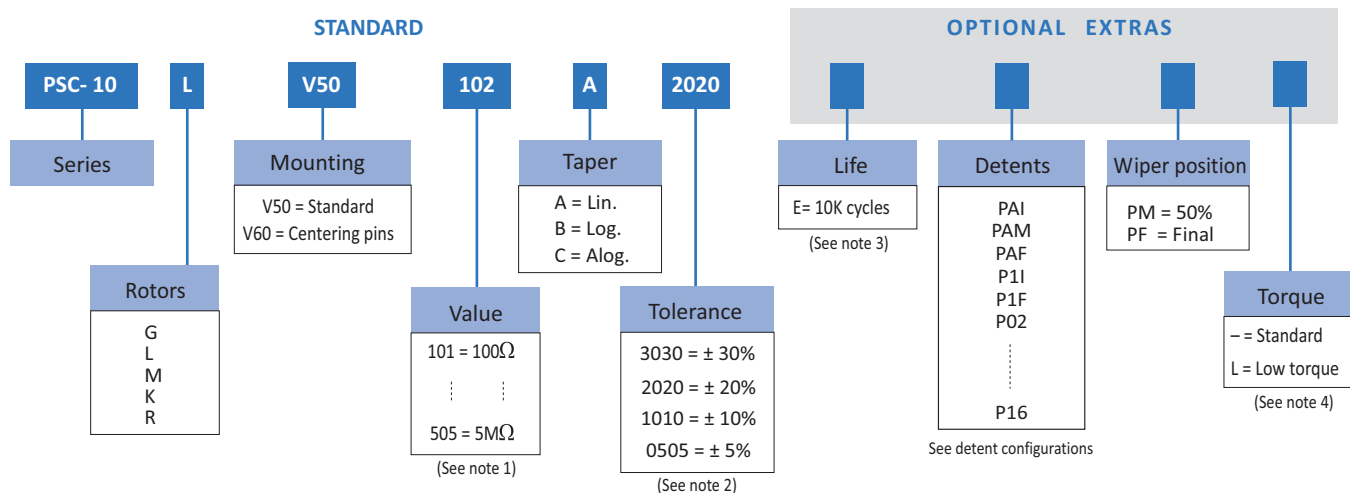 STANDARD
OPTIONAL EXTRAS
PSC- 10 L V50 102 A 2020
Series
Mounting
V50 = Standard
V60 = Centering pins
Taper
A = Lin.
B = Log.
C = Alog.
Life
E= 10K cycles
(See note 3)
Detents
PAI
PAM
PAF
P1I
P1F
P02
P16
See detent configurations
Wiper position
PM = 50%
PF = Final
Rotors
G
L
M
K
R
Value
101 = 100Ω
505 = 5MΩ
(See note 1)
Tolerance
3030 = ± 30%
2020 = ± 20%
1010 = ± 10%
0505 = ± 5%
(See note 2)
Torque
– = Standard
L = Low torque
(See note 4)